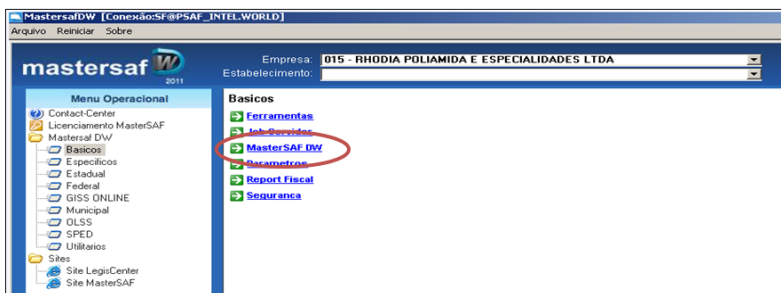 MastersafDW [Conexão:SF@PSAF_INTEL.WORLD]
Arquivo Reiniciar Sobre
mastersaf DW
2011
Empresa: 015 - RHODIA POLIAMIDA E ESPECIALIDADES LTDA
Estabelecimento:
Menu Operacional
Contact-Center
Licenciamento MasterSAF
Mastersaf DW
Basicos
Especificos
Estadual
Federal
GISS ONLINE
Municipal
OLSS
SPED
Utilitarios
Sites
Site LegisCenter
Site MasterSAF
Basicos
Ferramentas
Job Servidor
MasterSAF DW
Parametros
Report Fiscal
Seguranca